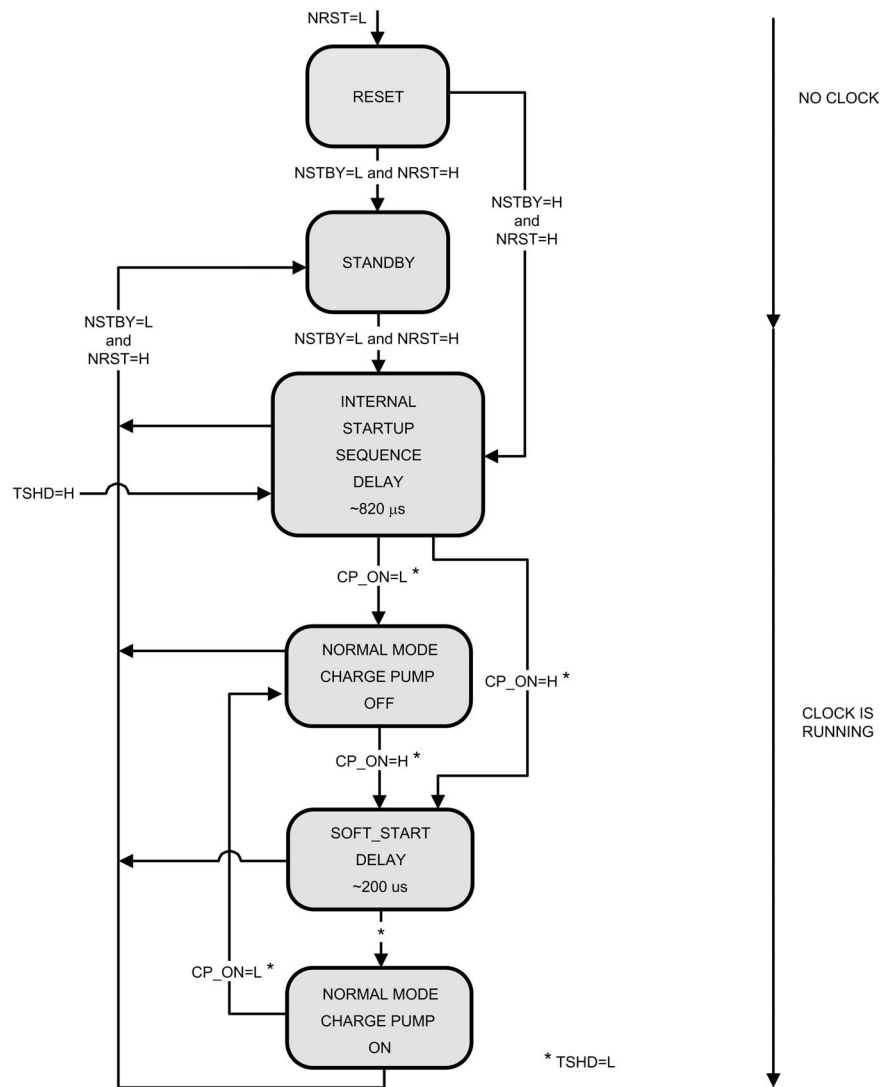 NRST=L
RESET
NO CLOCK
NSTBY=L and NRST=H
NSTBY=H
and
NRST=H
STANDBY
NSTBY=L
and
NRST=H
NSTBY=L and NRST=H
INTERNAL
STARTUP
SEQUENCE
DELAY
~820 μs
TSHD=H
CP_ON=L *
NORMAL MODE
CHARGE PUMP
OFF
CP_ON=H *
CLOCK IS
RUNNING
CP_ON=H *
SOFT_START
DELAY
~200 us
*
CP_ON=L *
NORMAL MODE
CHARGE PUMP
ON
* TSHD=L